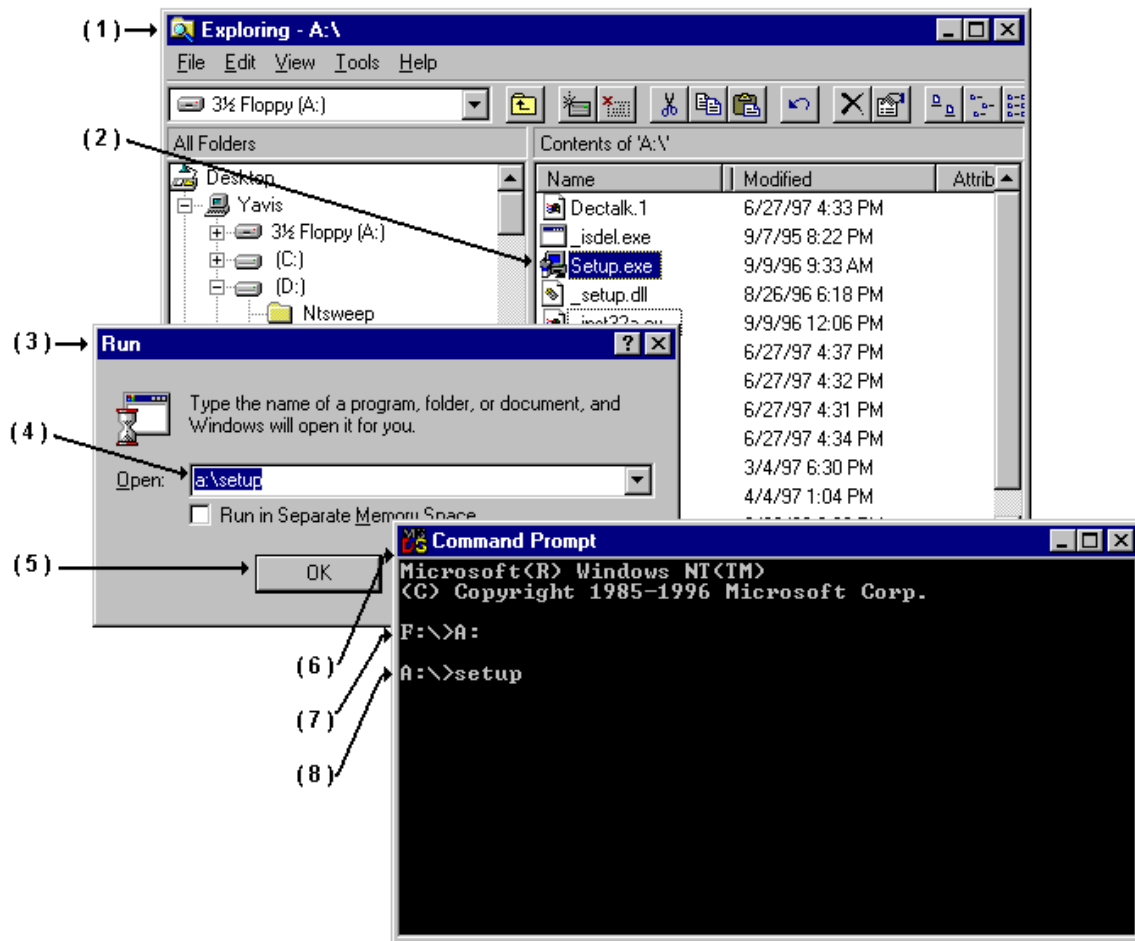 (1)
Exploring - A:\
File Edit View Tools Help
3½ Floppy (A:)
(2)
All Folders
Contents of 'A:\'
Desktop
Yavis
3½ Floppy (A:)
(C:)
(D:)
Ntsweep
Name Modified Attrib
Dectalk.1 6/27/97 4:33 PM
_isdel.exe 9/7/95 8:22 PM
Setup.exe 9/9/96 9:33 AM
_setup.dll 8/26/96 6:18 PM
9/9/96 12:06 PM
6/27/97 4:37 PM
6/27/97 4:32 PM
6/27/97 4:31 PM
6/27/97 4:34 PM
3/4/97 6:30 PM
4/4/97 1:04 PM
(3)
Run
Type the name of a program, folder, or document, and
Windows will open it for you.
(4)
Open: a:\setup
Run in Separate Memory Space
(5)
OK
(6)
Command Prompt
Microsoft(R) Windows NT(TM)
(C) Copyright 1985-1996 Microsoft Corp.
(7)
F:\>A:
(8)
A:\>setup